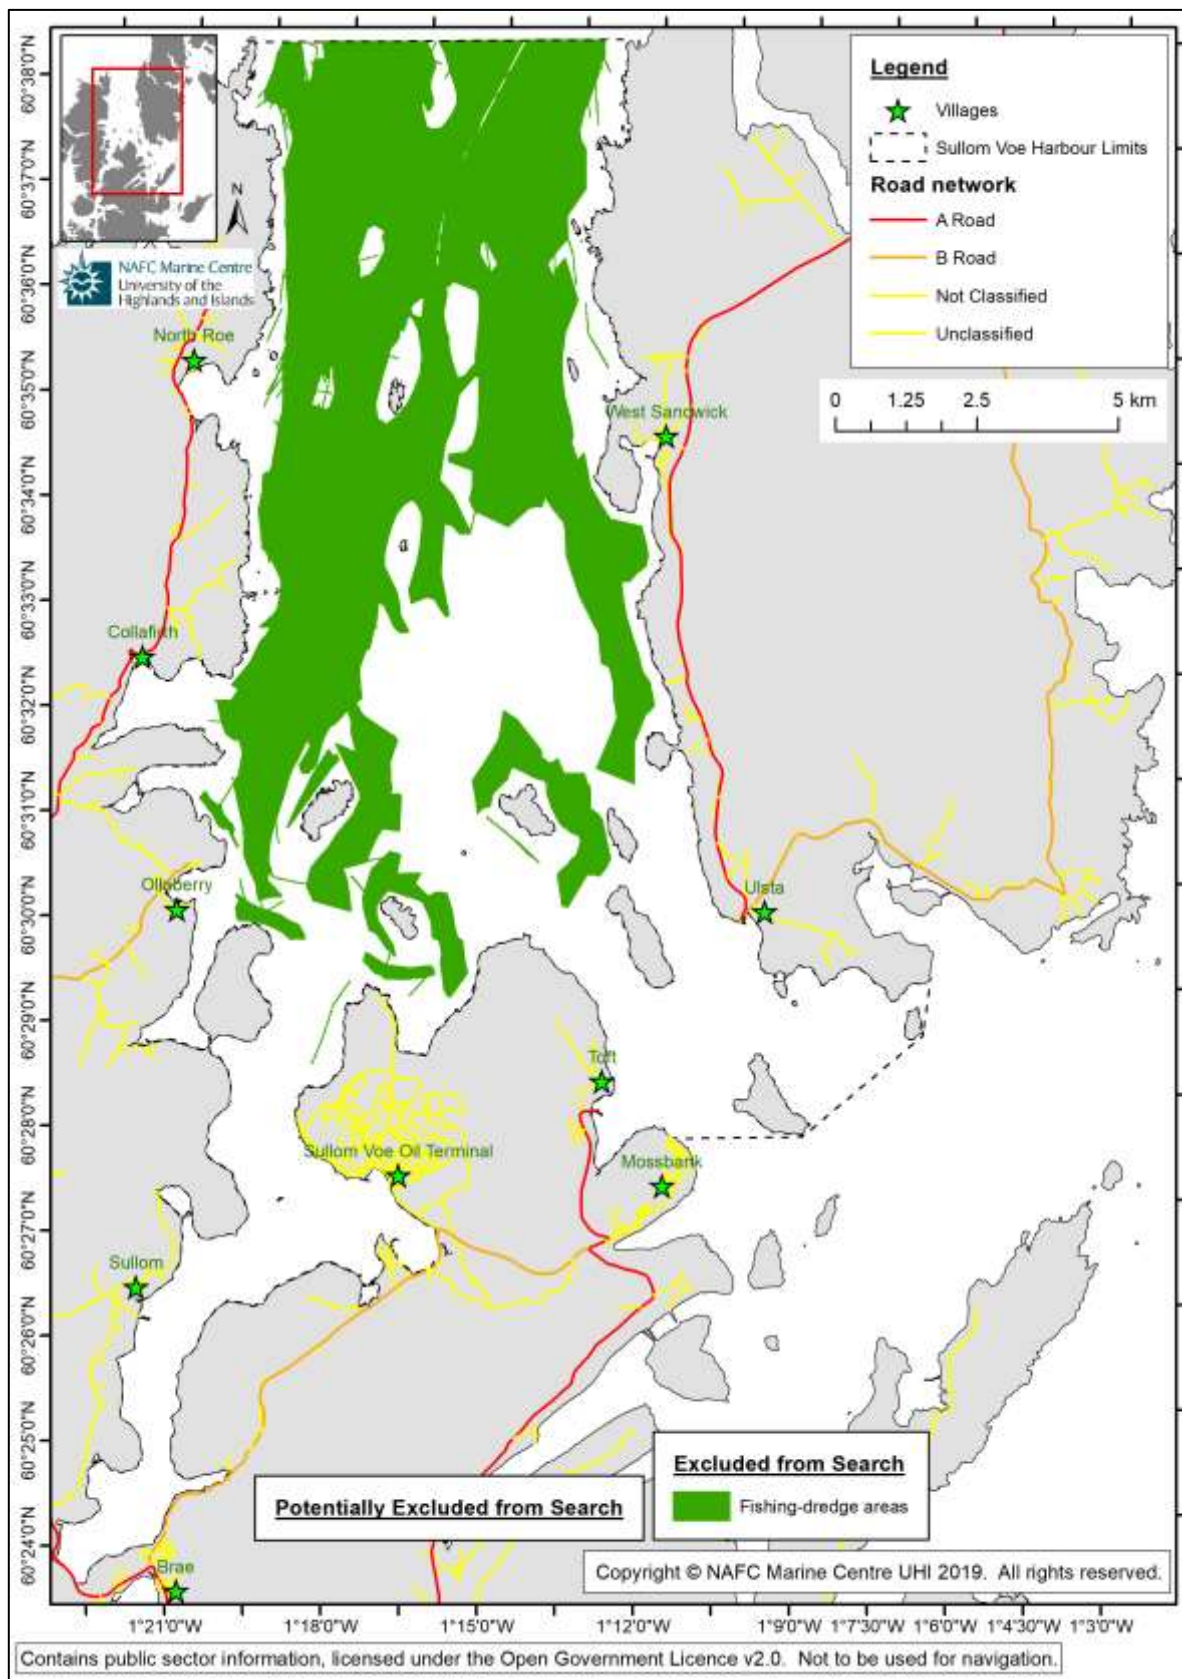 60°38'0"N
60°37'0"N
60°36'0"N
60°35'0"N
60°34'0"N
60°33'0"N
60°32'0"N
60°31'0"N
60°30'0"N
60°29'0"N
60°28'0"N
60°27'0"N
60°26'0"N
60°25'0"N
60°24'0"N
N
NAFC Marine Centre
University of the
Highlands and Islands
Legend
Villages
Sullom Voe Harbour Limits
Road network
A Road
B Road
Not Classified
Unclassified
0 1.25 2.5 5 km
North Roe
West Sandwick
Collafirth
Ollaberry
Ulsta
Toft
Sullom Voe Oil Terminal
Mossbank
Sullom
Brae
Potentially Excluded from Search
Excluded from Search
Fishing-dredge areas
Copyright © NAFC Marine Centre UHI 2019. All rights reserved.
1°21'0"W 1°18'0"W 1°15'0"W 1°12'0"W 1°9'0"W 1°7'30"W 1°6'0"W 1°4'30"W 1°3'0"W
Contains public sector information, licensed under the Open Government Licence v2.0. Not to be used for navigation.